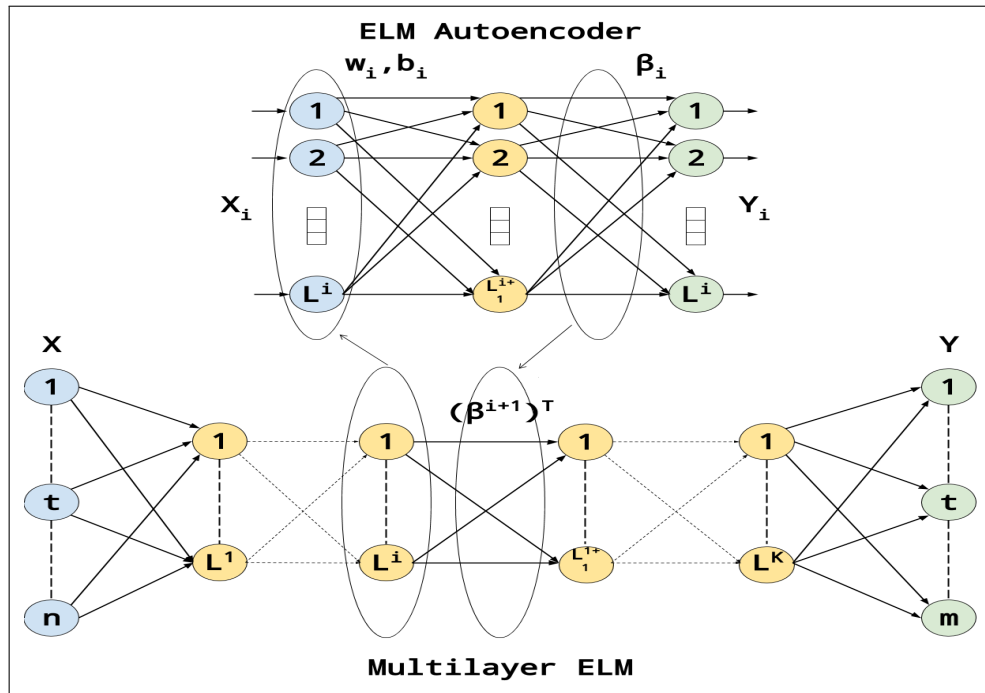 ELM Autoencoder
wᵢ,bᵢ βᵢ
1 1 1
2 2 2
Xᵢ Yᵢ
Lⁱ Lⁱ⁺₁ Lⁱ
X Y
1 1
(βⁱ⁺¹)ᵀ
1 1 1 1
t t
L¹ Lⁱ L¹⁺₁ Lᴷ
n m
Multilayer ELM